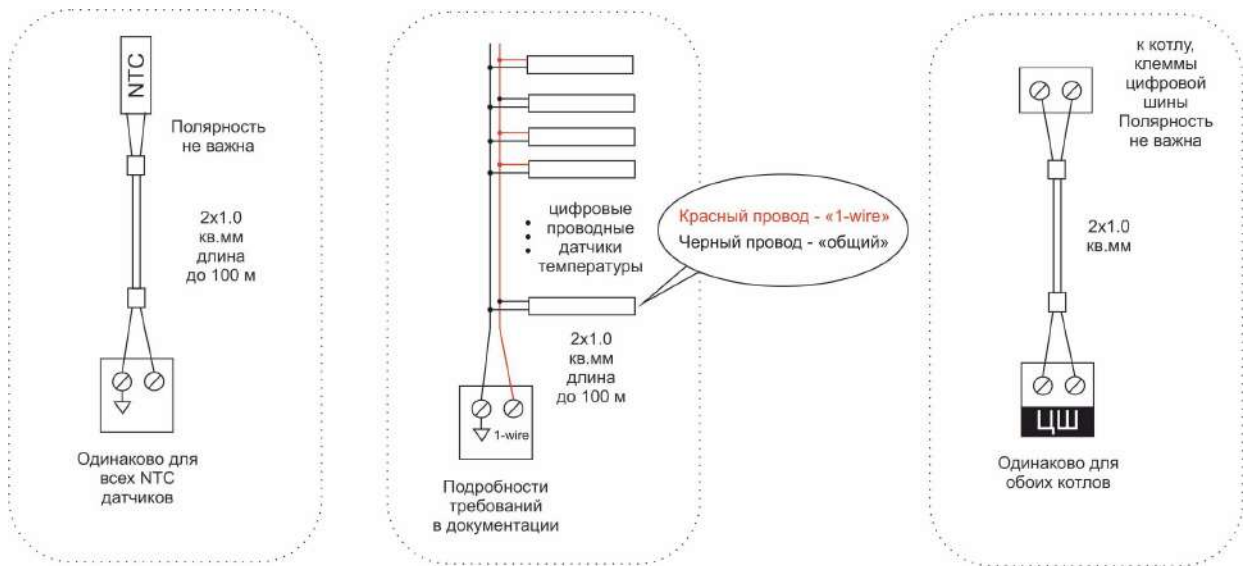 NTC
Полярность
не важна
2x1.0
кв.мм
длина
до 100 м
Одинаково для
всех NTC
датчиков
цифровые
проводные
датчики
температуры
Красный провод - «1-wire»
Черный провод - «общий»
2x1.0
кв.мм
длина
до 100 м
1-wire
Подробности
требований
в документации
к котлу,
клеммы
цифровой
шины
Полярность
не важна
2x1.0
кв.мм
ЦШ
Одинаково для
обоих котлов